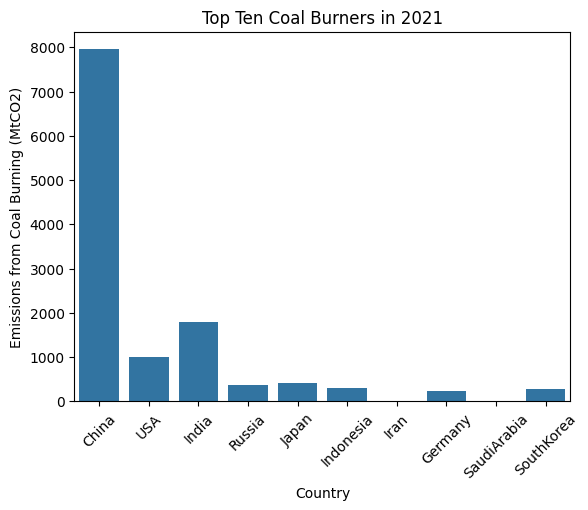 Top Ten Coal Burners in 2021
Emissions from Coal Burning (MtCO2)
8000
7000
6000
5000
4000
3000
2000
1000
0
China
USA
India
Russia
Japan
Indonesia
Iran
Germany
SaudiArabia
SouthKorea
Country